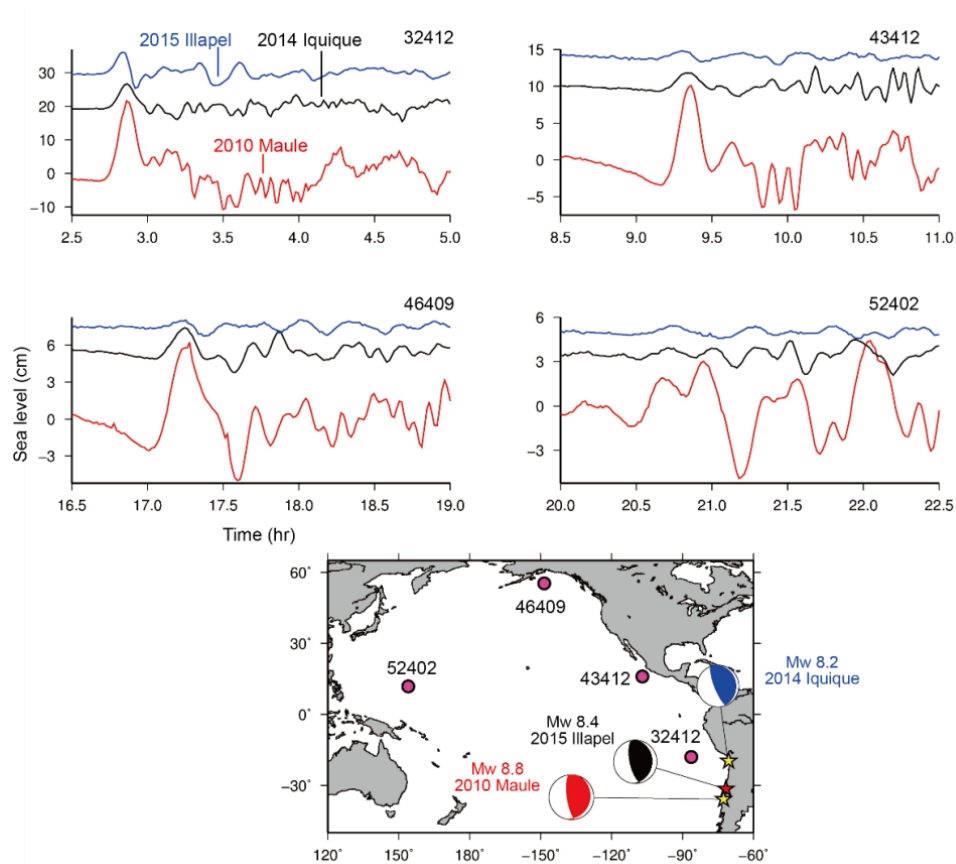 2015 Illapel 2014 Iquique 32412
2010 Maule
30
20
10
0
−10
2.5 3.0 3.5 4.0 4.5 5.0
43412
15
10
5
0
−5
8.5 9.0 9.5 10.0 10.5 11.0
46409
6
3
0
−3
16.5 17.0 17.5 18.0 18.5 19.0
52402
6
3
0
−3
20.0 20.5 21.0 21.5 22.0 22.5
Sea level (cm)
Time (hr)
60˚
30˚
0˚
−30˚
46409
52402
43412
32412
Mw 8.2
2014 Iquique
Mw 8.4
2015 Illapel
Mw 8.8
2010 Maule
120˚ 150˚ 180˚ −150˚ −120˚ −90˚ −60˚